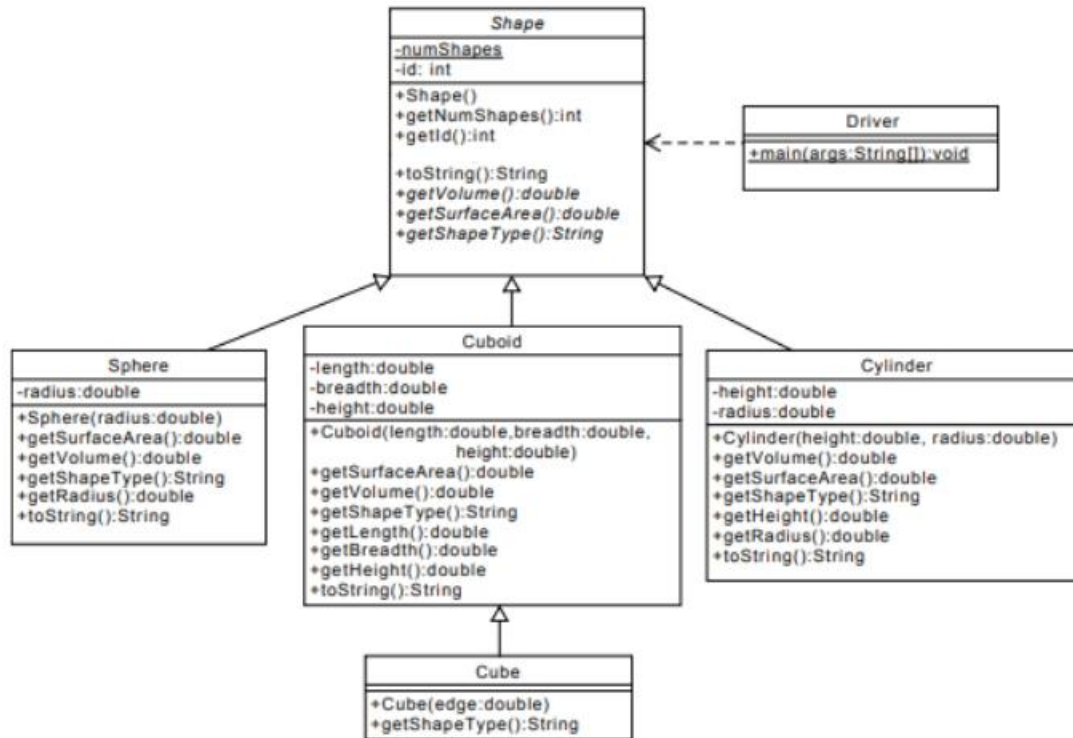 Shape
-numShapes
-id: int
+Shape()
+getNumShapes():int
+getId():int
+toString():String
+getVolume():double
+getSurfaceArea():double
+getShapeType():String
Driver
+main(args:String[]):void
Sphere
-radius:double
+Sphere(radius:double)
+getSurfaceArea():double
+getVolume():double
+getShapeType():String
+getRadius():double
+toString():String
Cuboid
-length:double
-breadth:double
-height:double
+Cuboid(length:double,breadth:double,
height:double)
+getSurfaceArea():double
+getVolume():double
+getShapeType():String
+getLength():double
+getBreadth():double
+getHeight():double
+toString():String
Cylinder
-height:double
-radius:double
+Cylinder(height:double, radius:double)
+getVolume():double
+getSurfaceArea():double
+getShapeType():String
+getHeight():double
+getRadius():double
+toString():String
Cube
+Cube(edge:double)
+getShapeType():String